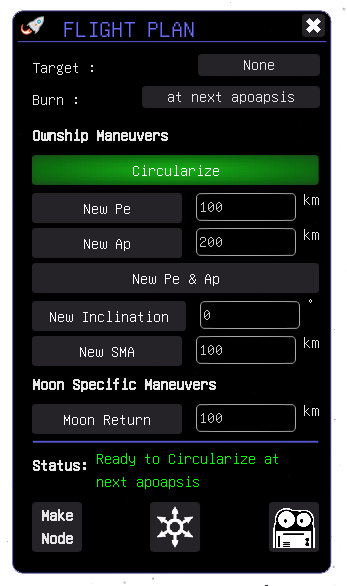 FLIGHT PLAN
Target : None
Burn : at next apoapsis
Ownship Maneuvers
Circularize
New Pe 100 km
New Ap 200 km
New Pe & Ap
New Inclination 0 °
New SMA 100 km
Moon Specific Maneuvers
Moon Return 100 km
Status: Ready to Circularize at
next apoapsis
Make
Node